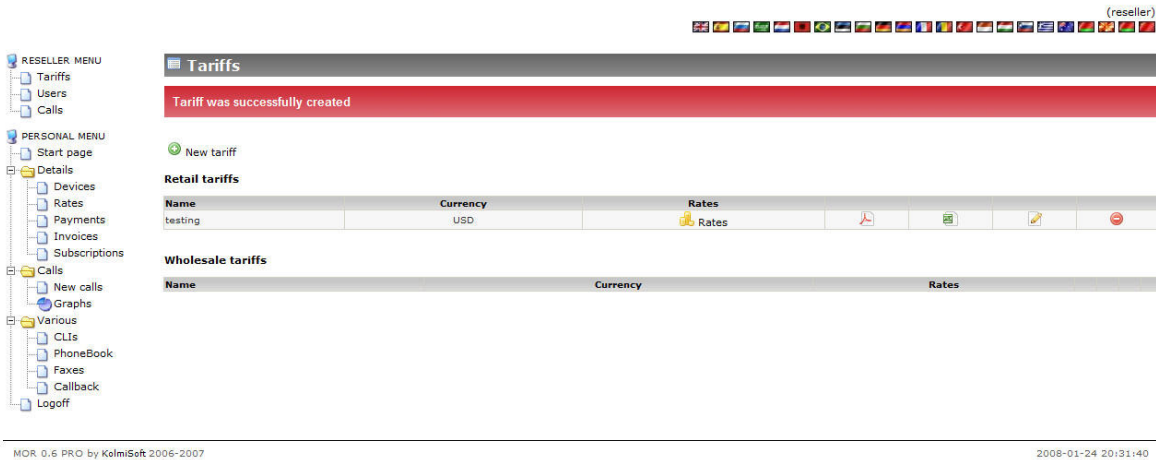 (reseller)
RESELLER MENU
Tariffs
Users
Calls
PERSONAL MENU
Start page
Details
Devices
Rates
Payments
Invoices
Subscriptions
Calls
New calls
Graphs
Various
CLIs
PhoneBook
Faxes
Callback
Logoff
Tariffs
Tariff was successfully created
New tariff
Retail tariffs
Name Currency Rates
testing USD Rates
Wholesale tariffs
Name Currency Rates
MOR 0.6 PRO by KolmiSoft 2006-2007 2008-01-24 20:31:40